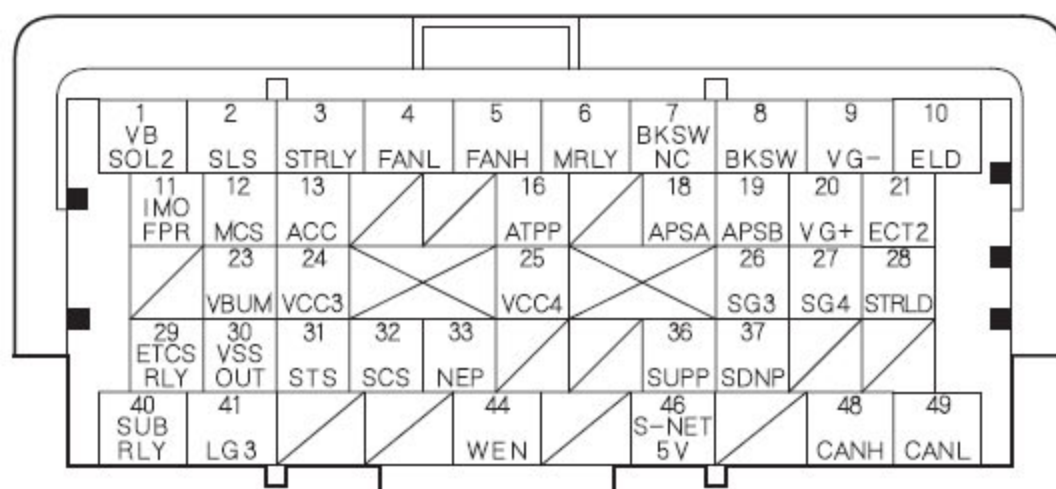 1 2 3 4 5 6 7 8 9 10
VB SOL2 SLS STRLY FANL FANH MRLY BKSW NC BKSW VG- ELD
11 12 13 16 18 19 20 21
IMO FPR MCS ACC ATPP APSA APSB VG+ ECT2
23 24 25 26 27 28
VBUM VCC3 VCC4 SG3 SG4 STRLD
29 30 31 32 33 36 37
ETCS RLY VSS OUT STS SCS NEP SUPP SDNP
40 41 44 46 48 49
SUB RLY LG3 WEN S-NET 5V CANH CANL